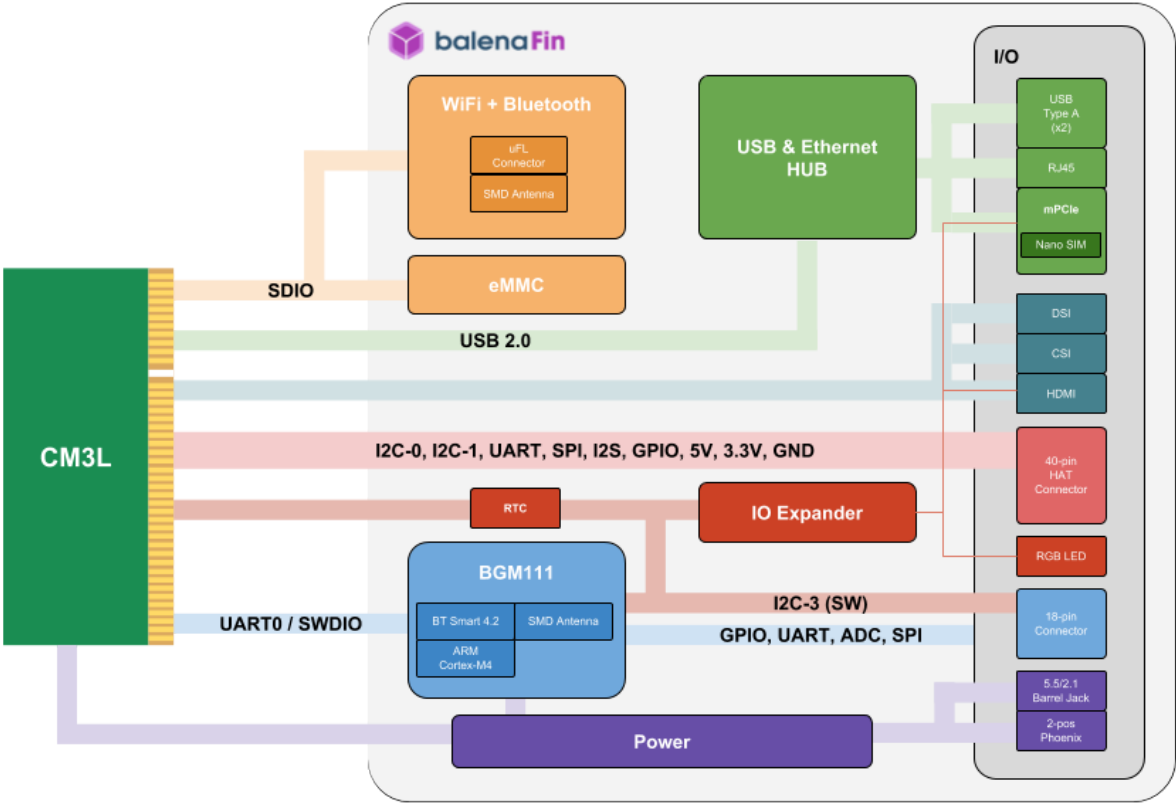 balenaFin
I/O
WiFi + Bluetooth
uFL
Connector
SMD Antenna
USB & Ethernet
HUB
USB
Type A
(x2)
RJ45
mPCIe
Nano SIM
eMMC
SDIO
USB 2.0
DSI
CSI
HDMI
CM3L
I2C-0, I2C-1, UART, SPI, I2S, GPIO, 5V, 3.3V, GND
40-pin
HAT
Connector
RTC
IO Expander
RGB LED
BGM111
BT Smart 4.2
SMD Antenna
ARM
Cortex-M4
I2C-3 (SW)
UART0 / SWDIO
GPIO, UART, ADC, SPI
18-pin
Connector
5.5/2.1
Barrel Jack
2-pos
Phoenix
Power